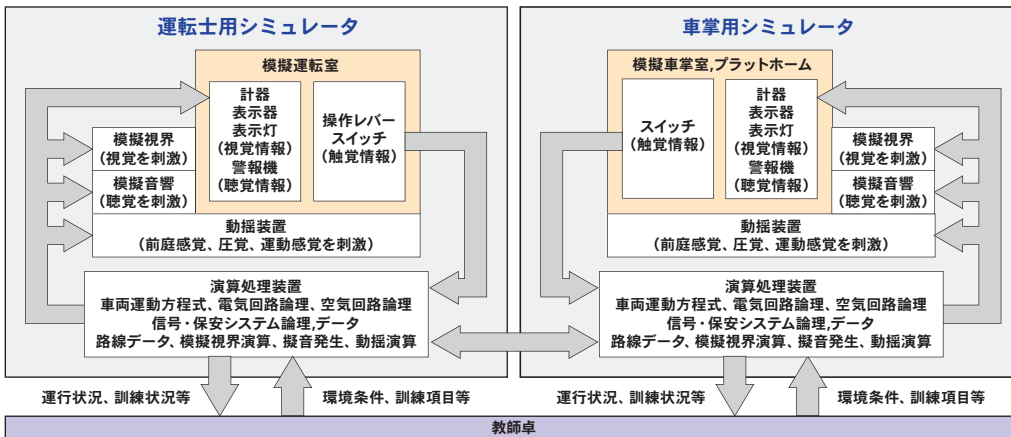 運転士用シミュレータ
模擬運転室
計器
表示器
表示灯
(視覚情報)
警報機
(聴覚情報)
操作レバー
スイッチ
(触覚情報)
模擬視界
(視覚を刺激)
模擬音響
(聴覚を刺激)
動揺装置
(前庭感覚、圧覚、運動感覚を刺激)
演算処理装置
車両運動方程式、電気回路論理、空気回路論理
信号・保安システム論理,データ
路線データ、模擬視界演算、擬音発生、動揺演算
運行状況、訓練状況等
環境条件、訓練項目等
車掌用シミュレータ
模擬車掌室,プラットホーム
スイッチ
(触覚情報)
計器
表示器
表示灯
(視覚情報)
警報機
(聴覚情報)
模擬視界
(視覚を刺激)
模擬音響
(聴覚を刺激)
動揺装置
(前庭感覚、圧覚、運動感覚を刺激)
演算処理装置
車両運動方程式、電気回路論理、空気回路論理
信号・保安システム論理,データ
路線データ、模擬視界演算、擬音発生、動揺演算
運行状況、訓練状況等
環境条件、訓練項目等
教師卓